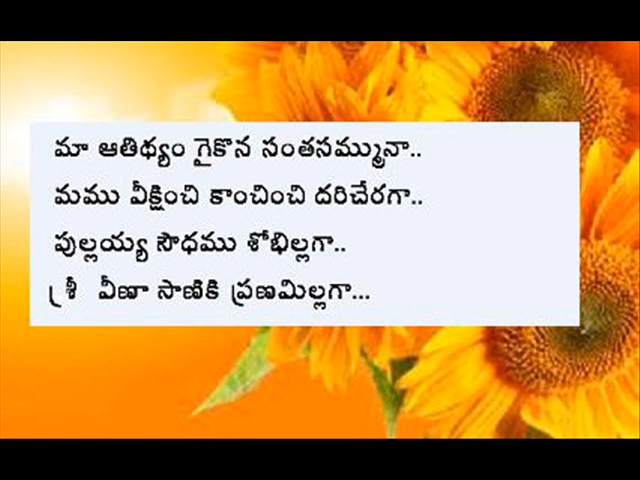 మా ఆతిథ్యం గైకొన సంతసమ్మునా..
మము వీక్షించి కాంచించి దరిచేరగా..
పుల్లయ్య సౌధము శోభిల్లగా..
శ్రీ వీణా సాణికి ప్రణమిల్లగా...